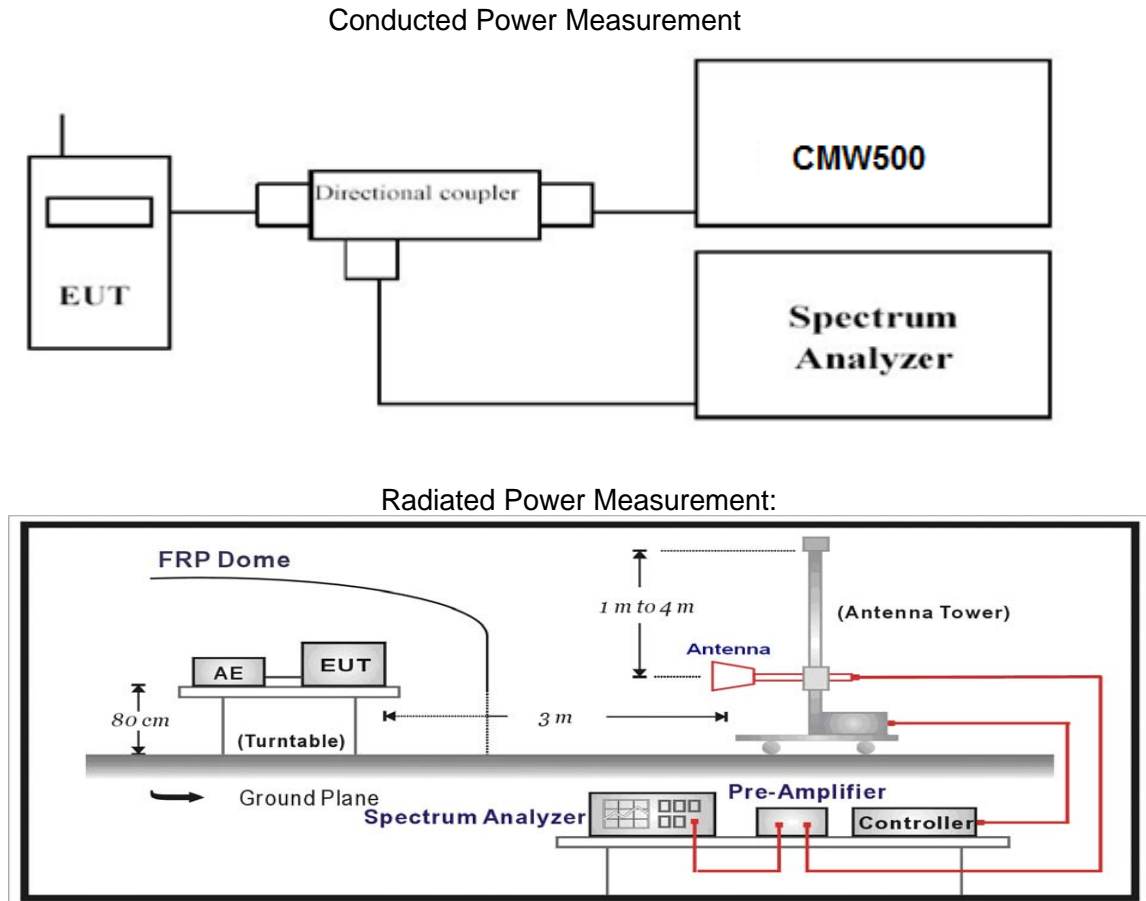 Conducted Power Measurement
CMW500
Directional coupler
EUT
Spectrum
Analyzer
Radiated Power Measurement:
FRP Dome
1 m to 4 m
(Antenna Tower)
Antenna
AE
EUT
80 cm
3 m
(Turntable)
Ground Plane
Pre-Amplifier
Spectrum Analyzer
Controller